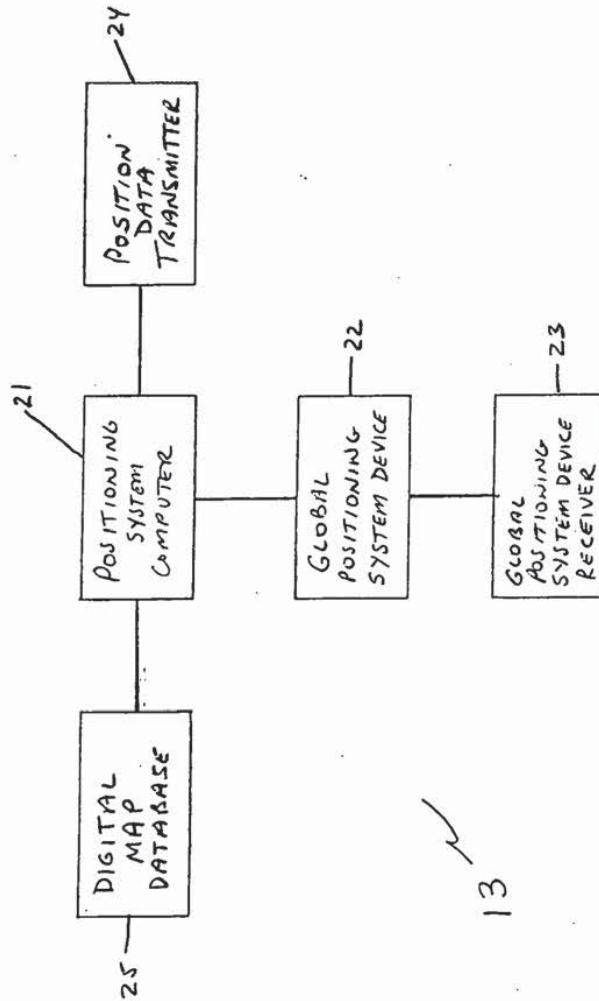 25
DIGITAL
MAP
DATABASE
21
POSITIONING
SYSTEM
COMPUTER
24
POSITION
DATA
TRANSMITTER
22
GLOBAL
POSITIONING
SYSTEM DEVICE
23
GLOBAL
POSITIONING
SYSTEM DEVICE
RECEIVER
13